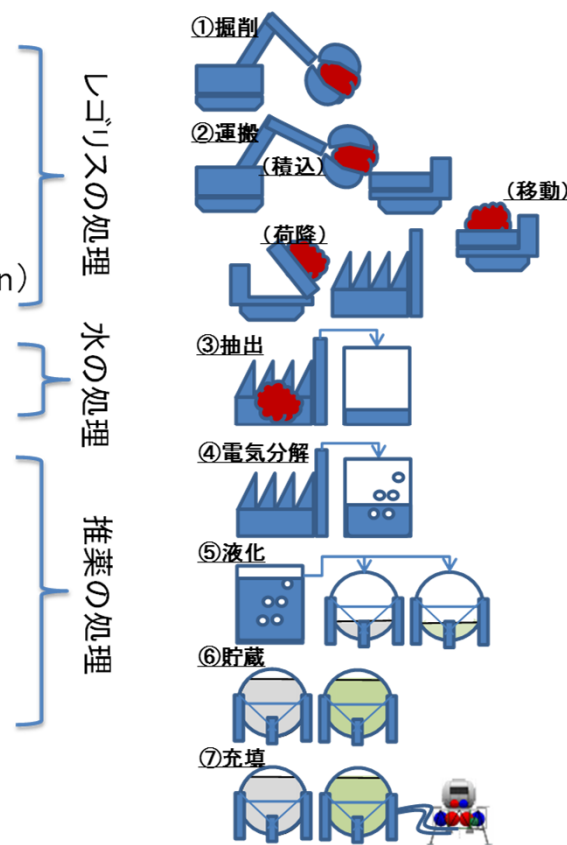 ①掘削
レゴリスの処理
②運搬
(積込)
(移動)
(荷降)
n)
水の処理
③抽出
④電気分解
推薬の処理
⑤液化
⑥貯蔵
⑦充填